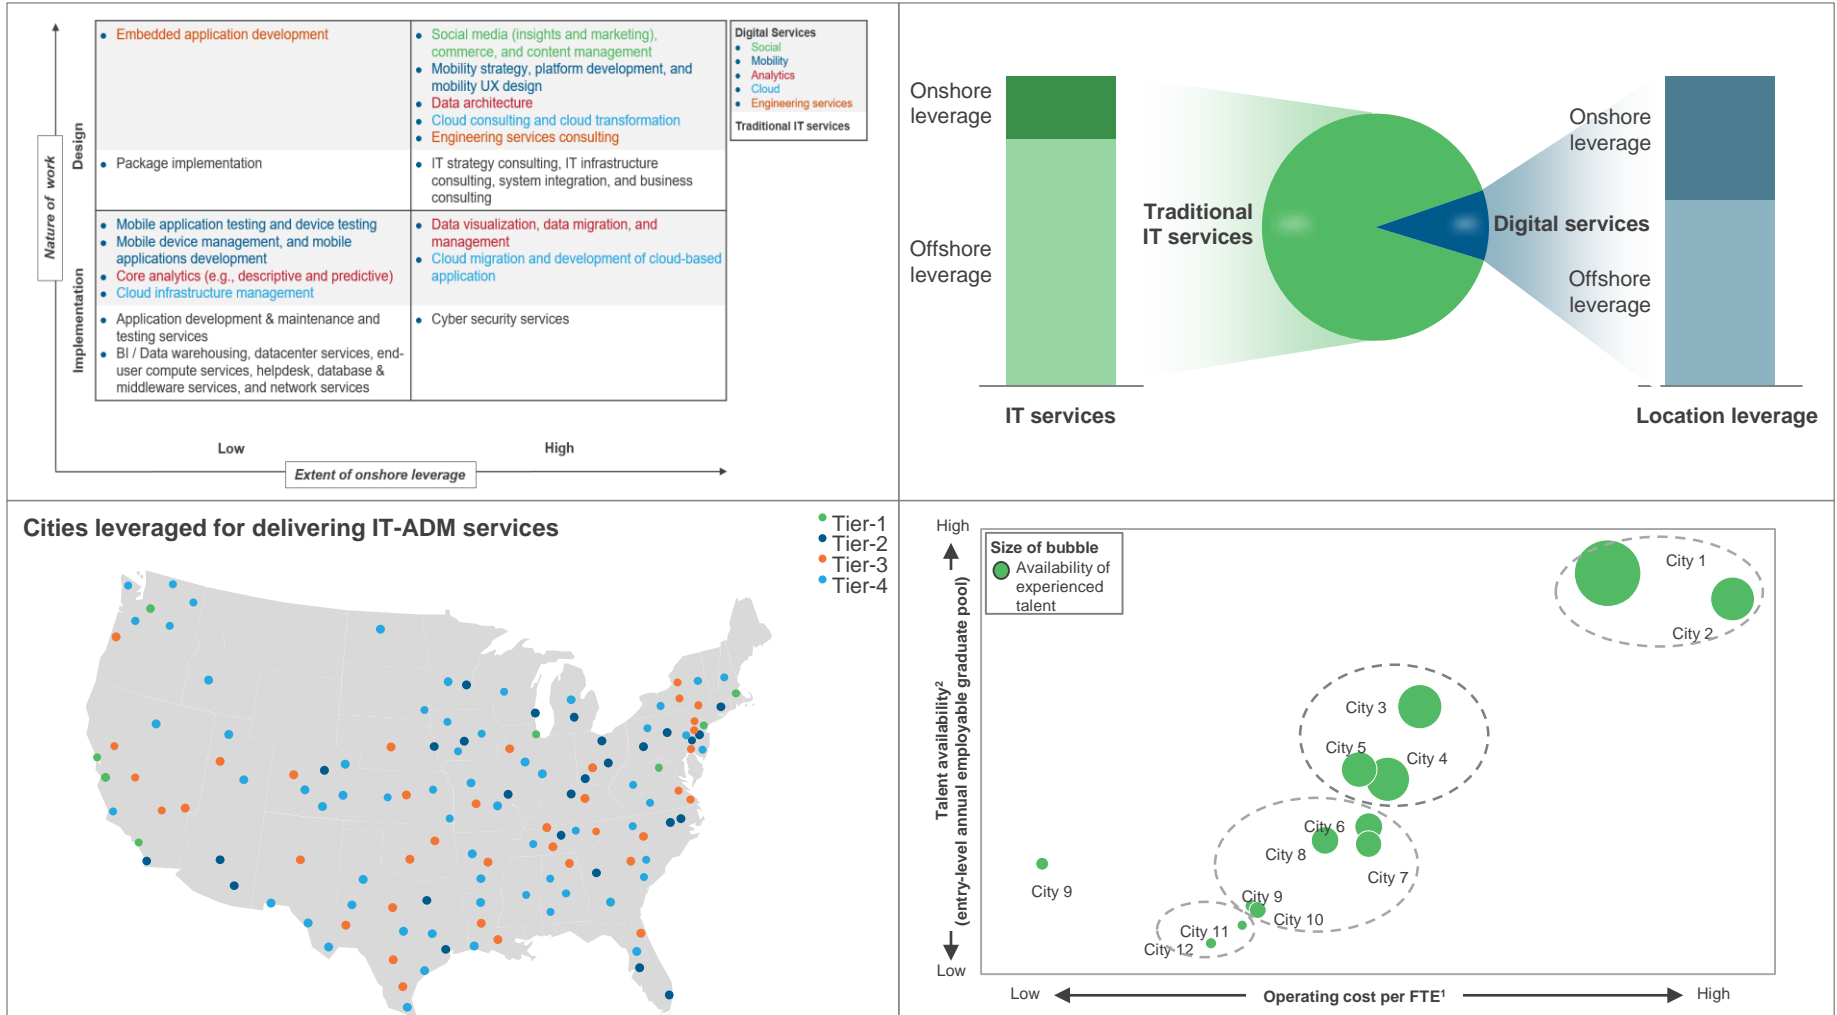 Embedded application development
Social media (insights and marketing),
commerce, and content management
Mobility strategy, platform development, and
mobility UX design
Data architecture
Cloud consulting and cloud transformation
Engineering services consulting
Digital Services
Social
Mobility
Analytics
Cloud
Engineering services
Traditional IT services
Nature of work
Design
Package implementation
IT strategy consulting, IT infrastructure
consulting, system integration, and business
consulting
Implementation
Mobile application testing and device testing
Mobile device management, and mobile
applications development
Core analytics (e.g., descriptive and predictive)
Cloud infrastructure management
Data visualization, data migration, and
management
Cloud migration and development of cloud-based
application
Application development & maintenance and
testing services
BI / Data warehousing, datacenter services, end-
user compute services, helpdesk, database &
middleware services, and network services
Cyber security services
Low
High
Extent of onshore leverage
Onshore
leverage
Offshore
leverage
IT services
Traditional
IT services
Digital services
Onshore
leverage
Offshore
leverage
Location leverage
Cities leveraged for delivering IT-ADM services
Tier-1
Tier-2
Tier-3
Tier-4
High
Talent availability²
(entry-level annual employable graduate pool)
Low
Size of bubble
Availability of
experienced
talent
City 1
City 2
City 3
City 5
City 4
City 6
City 8
City 7
City 9
City 9
City 10
City 11
City 12
Low
Operating cost per FTE¹
High